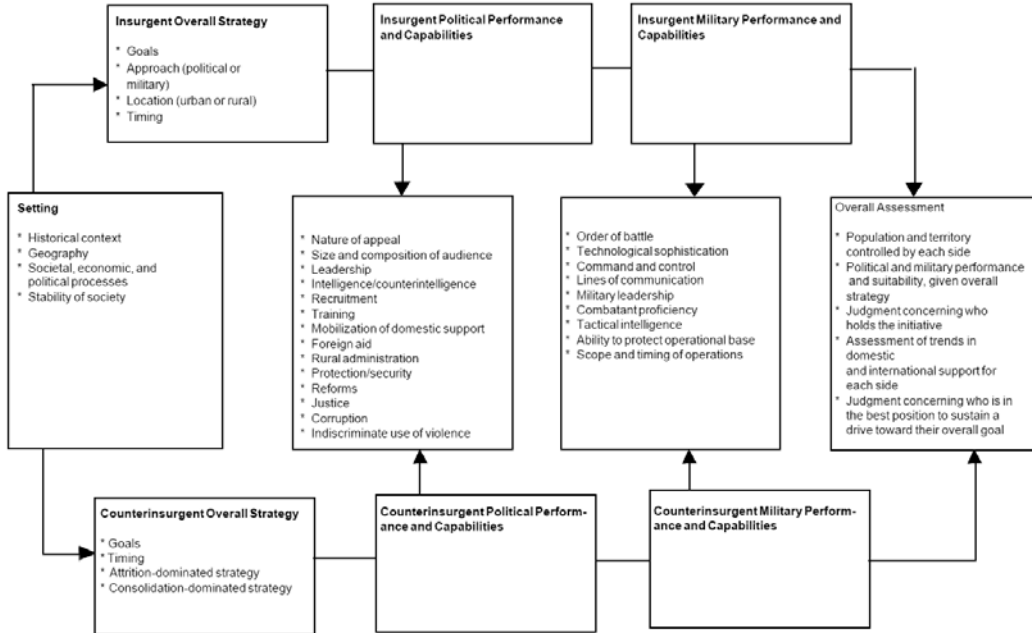 Insurgent Overall Strategy
* Goals
* Approach (political or
military)
* Location (urban or rural)
* Timing
Insurgent Political Performance
and Capabilities
Insurgent Military Performance and
Capabilities
Setting
* Historical context
* Geography
* Societal, economic, and
political processes
* Stability of society
* Nature of appeal
* Size and composition of audience
* Leadership
* Intelligence/counterintelligence
* Recruitment
* Training
* Mobilization of domestic support
* Foreign aid
* Rural administration
* Protection/security
* Reforms
* Justice
* Corruption
* Indiscriminate use of violence
* Order of battle
* Technological sophistication
* Command and control
* Lines of communication
* Military leadership
* Combatant proficiency
* Tactical intelligence
* Ability to protect operational base
* Scope and timing of operations
Overall Assessment
* Population and territory
controlled by each side
* Political and military performance
and suitability, given overall
strategy
* Judgment concerning who
holds the initiative
* Assessment of trends in
domestic
and international support for
each side
* Judgment concerning who is in
the best position to sustain a
drive toward their overall goal
Counterinsurgent Overall Strategy
* Goals
* Timing
* Attrition-dominated strategy
* Consolidation-dominated strategy
Counterinsurgent Political Perform-
ance and Capabilities
Counterinsurgent Military Perform-
ance and Capabilities